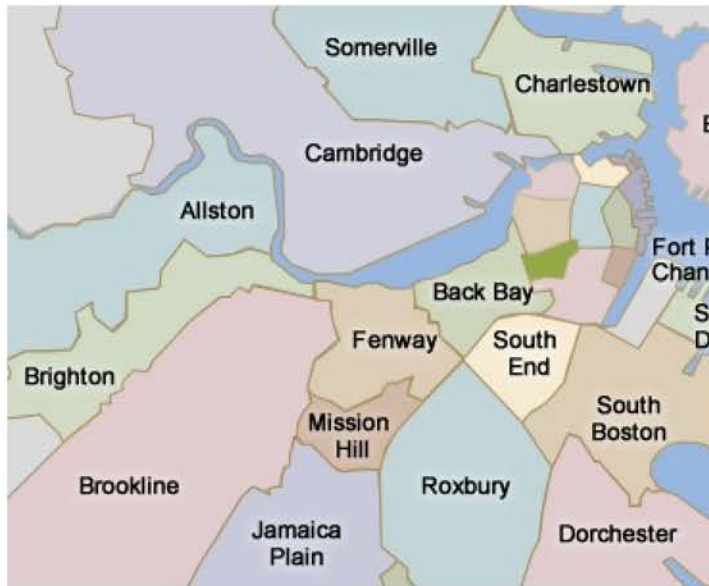 Somerville
Charlestown
Cambridge
Allston
Back Bay
Fenway
South
End
Brighton
Mission
Hill
South
Boston
Brookline
Roxbury
Jamaica
Plain
Dorchester
Fort